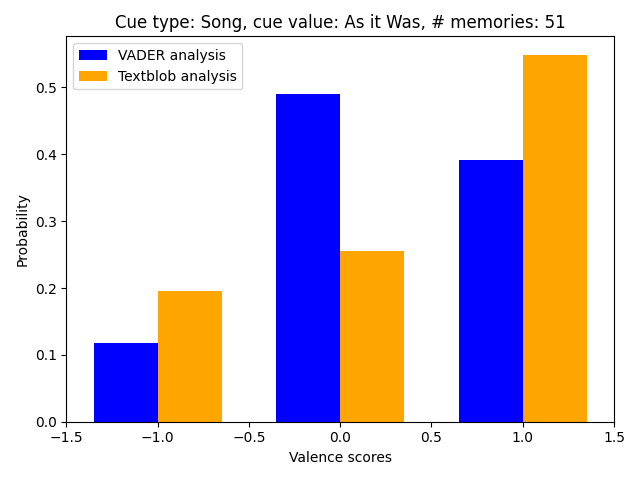 Cue type: Song, cue value: As it Was, # memories: 51
VADER analysis
Textblob analysis
Probability
0.5
0.4
0.3
0.2
0.1
0.0
−1.5 −1.0 −0.5 0.0 0.5 1.0 1.5
Valence scores